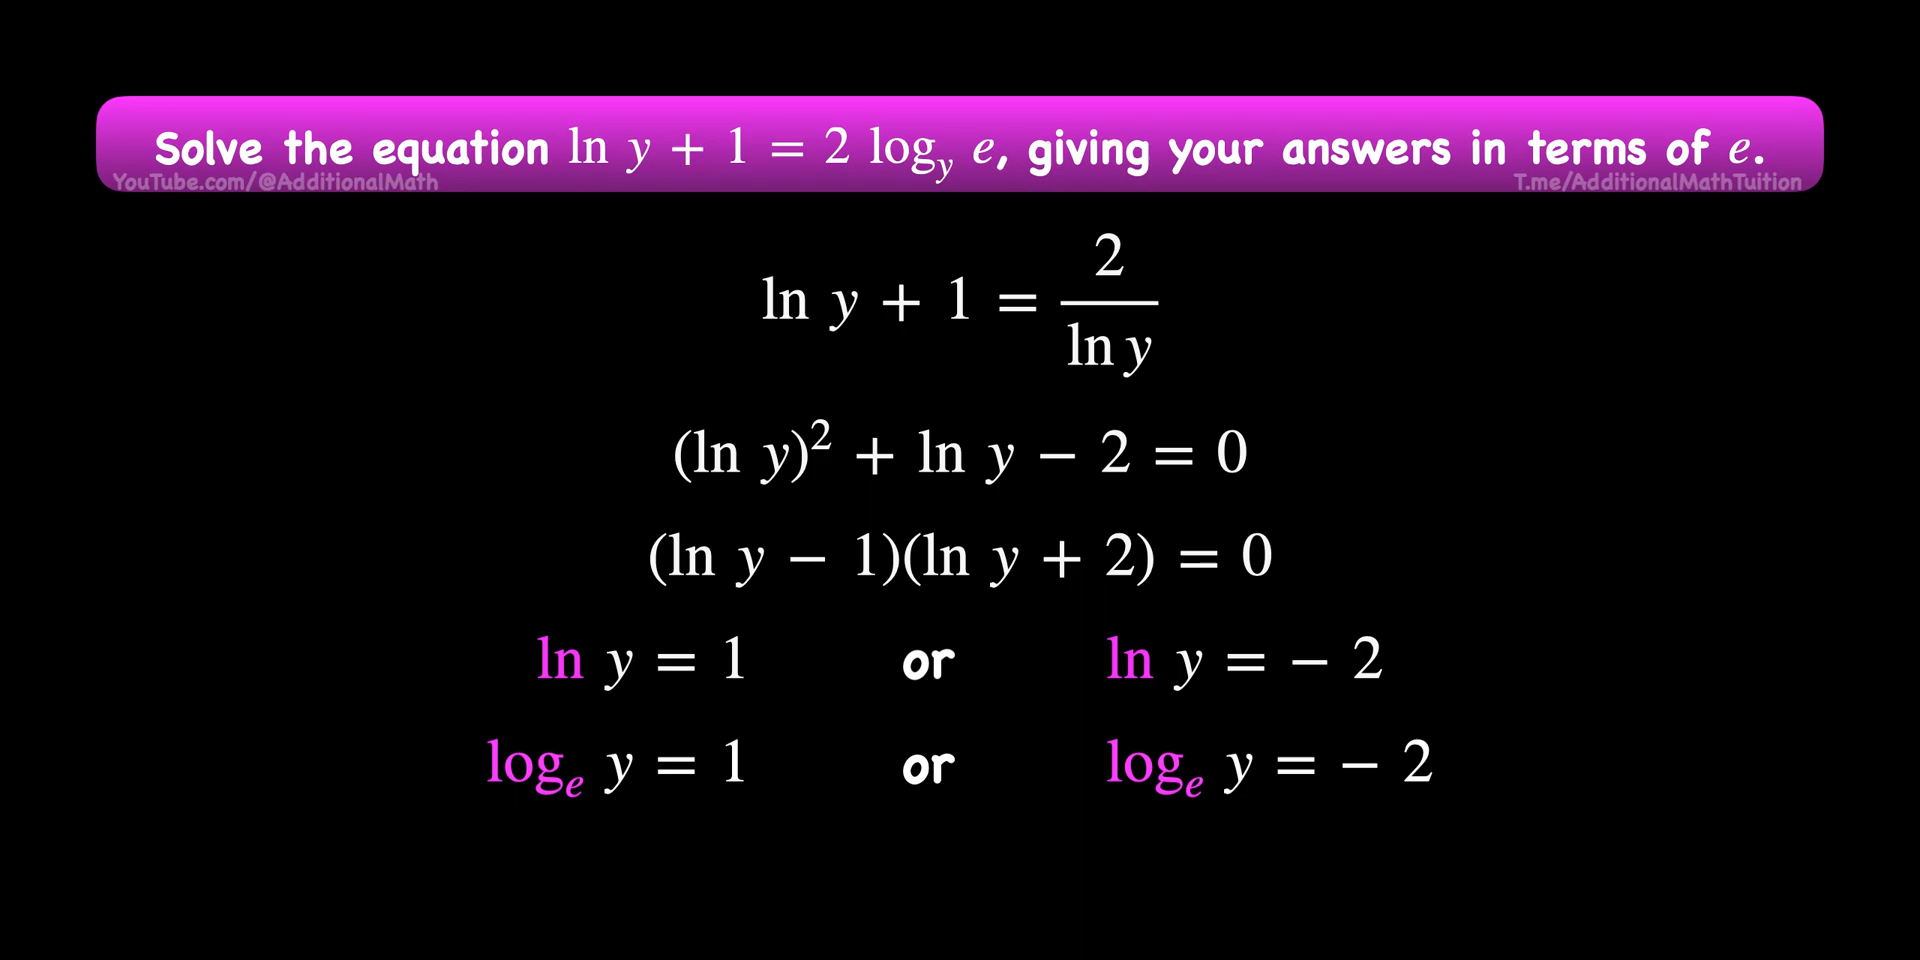 Solve the equation ln y + 1 = 2 log_y e, giving your answers in terms of e.
YouTube.com/@AdditionalMath
T.me/AdditionalMathTuition
ln y + 1 = 2/ln y
(ln y)² + ln y − 2 = 0
(ln y − 1)(ln y + 2) = 0
ln y = 1 or ln y = − 2
log_e y = 1 or log_e y = − 2